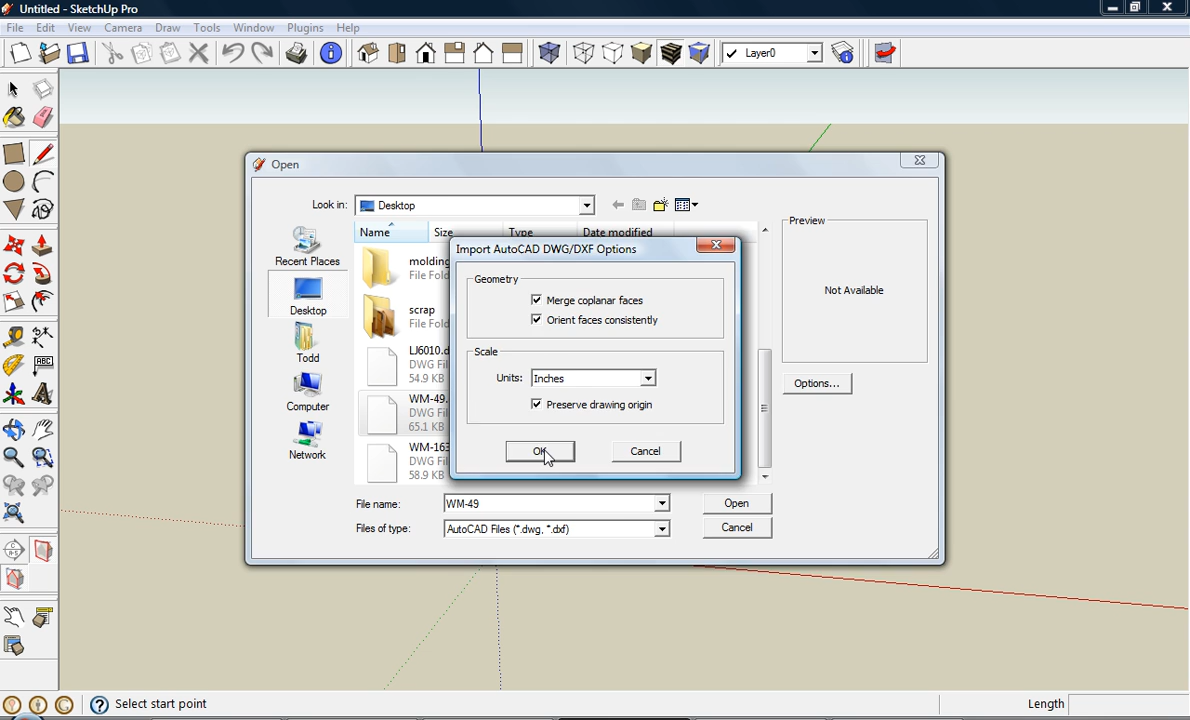 Untitled - SketchUp Pro
File Edit View Camera Draw Tools Window Plugins Help
Layer0
Open
Look in: Desktop
Name Size Type Date modified
Preview
Not Available
Options...
Recent Places
Desktop
Todd
Computer
Network
molding
File Fold
scrap
File Fold
LJ6010.d
DWG Fil
54.9 KB
WM-49.
DWG Fil
65.1 KB
WM-163
DWG Fil
58.9 KB
Import AutoCAD DWG/DXF Options
Geometry
Merge coplanar faces
Orient faces consistently
Scale
Units: Inches
Preserve drawing origin
OK Cancel
File name: WM-49 Open
Files of type: AutoCAD Files (*.dwg, *.dxf) Cancel
ABC
Select start point
Length